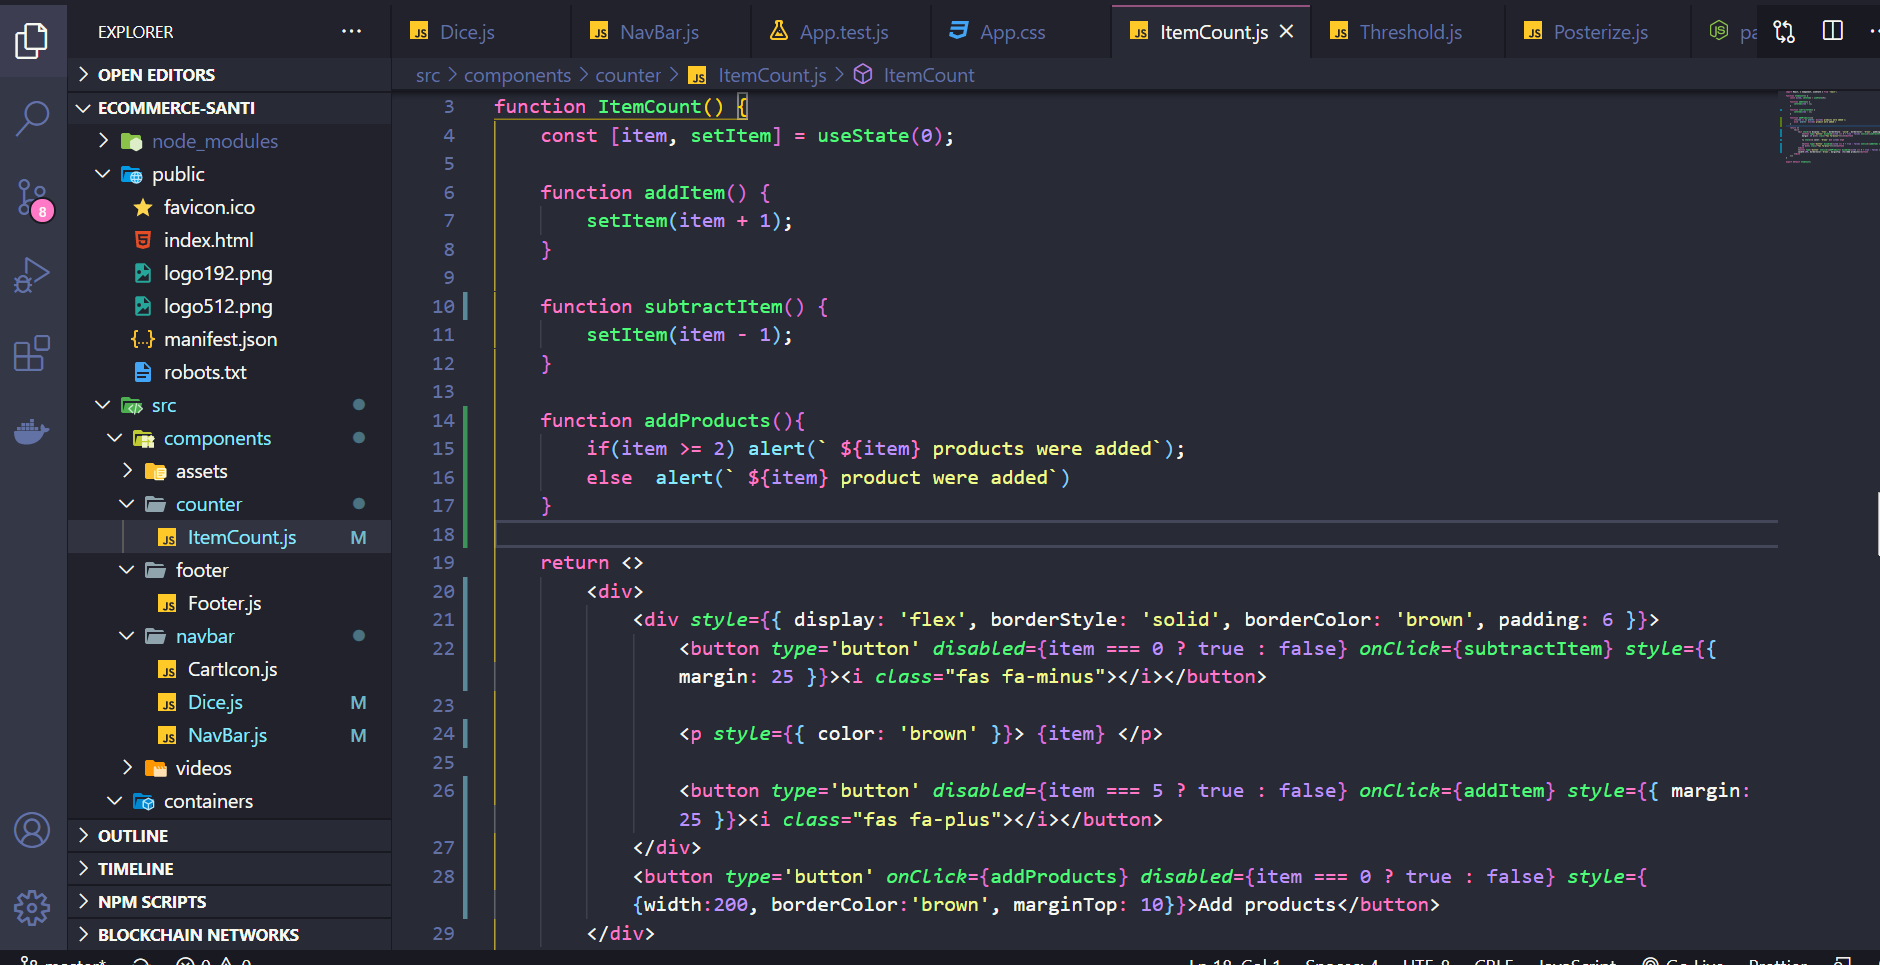 EXPLORER
OPEN EDITORS
ECOMMERCE-SANTI
node_modules
public
favicon.ico
index.html
logo192.png
logo512.png
manifest.json
robots.txt
src
components
assets
counter
ItemCount.js M
footer
Footer.js
navbar
CartIcon.js
Dice.js M
NavBar.js M
videos
containers
OUTLINE
TIMELINE
NPM SCRIPTS
BLOCKCHAIN NETWORKS
8
Dice.js NavBar.js App.test.js App.css ItemCount.js Threshold.js Posterize.js
src > components > counter > ItemCount.js > ItemCount
3 function ItemCount() {
4 const [item, setItem] = useState(0);
5
6 function addItem() {
7 setItem(item + 1);
8 }
9
10 function subtractItem() {
11 setItem(item - 1);
12 }
13
14 function addProducts(){
15 if(item >= 2) alert(` ${item} products were added`);
16 else  alert(` ${item} product were added`)
17 }
18
19 return <>
20 <div>
21 <div style={{ display: 'flex', borderStyle: 'solid', borderColor: 'brown', padding: 6 }}>
22 <button type='button' disabled={item === 0 ? true : false} onClick={subtractItem} style={{
margin: 25 }}><i class="fas fa-minus"></i></button>
23
24 <p style={{ color: 'brown' }}> {item} </p>
25
26 <button type='button' disabled={item === 5 ? true : false} onClick={addItem} style={{ margin:
25 }}><i class="fas fa-plus"></i></button>
27 </div>
28 <button type='button' onClick={addProducts} disabled={item === 0 ? true : false} style={
{width:200, borderColor:'brown', marginTop: 10}}>Add products</button>
29 </div>
master* 0 0 Ln 18, Col 1 Spaces: 4 UTF-8 CRLF JavaScript Go Live Prettier